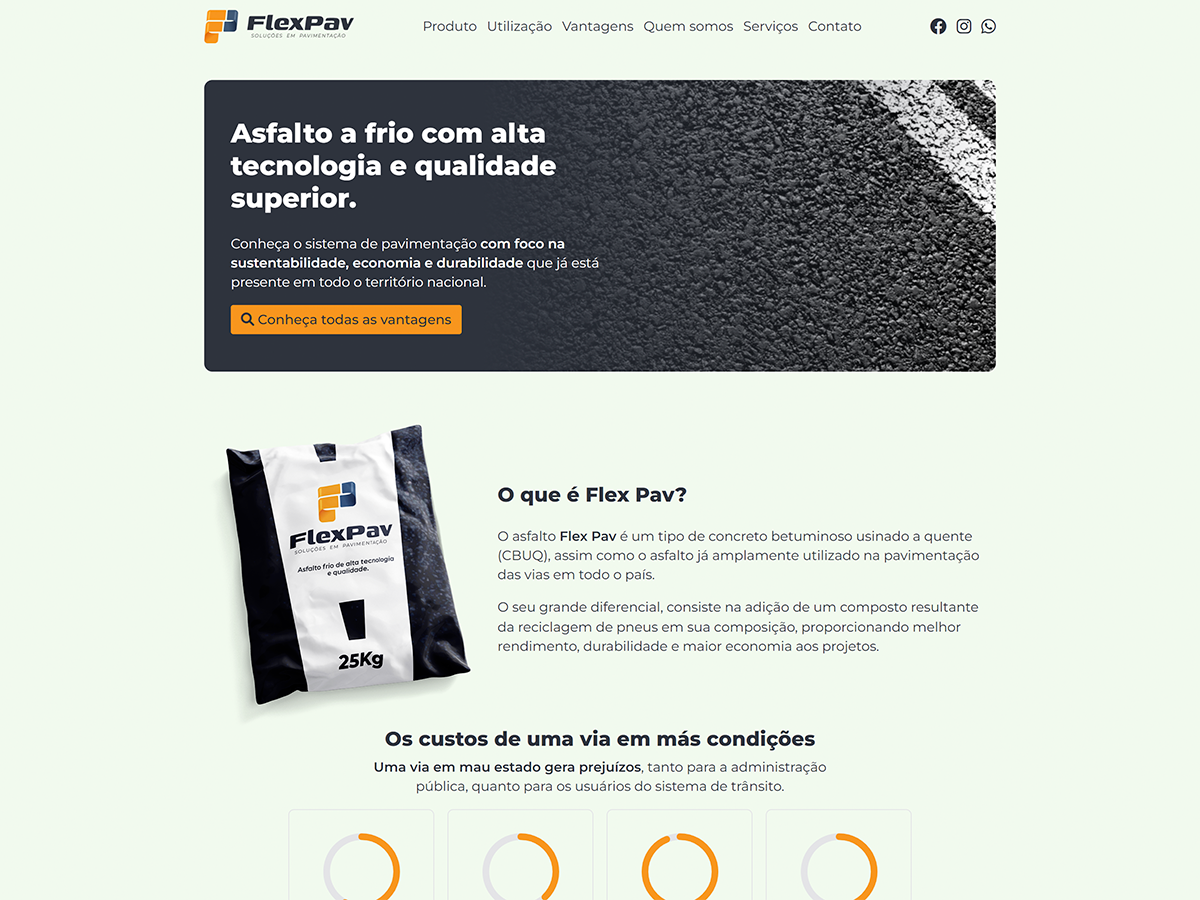 FlexPav
SOLUÇÕES EM PAVIMENTAÇÃO
Produto Utilização Vantagens Quem somos Serviços Contato
Asfalto a frio com alta
tecnologia e qualidade
superior.
Conheça o sistema de pavimentação com foco na
sustentabilidade, economia e durabilidade que já está
presente em todo o território nacional.
Conheça todas as vantagens
FlexPav
SOLUÇÕES EM PAVIMENTAÇÃO
Asfalto frio de alta tecnologia
e qualidade.
25Kg
O que é Flex Pav?
O asfalto Flex Pav é um tipo de concreto betuminoso usinado a quente
(CBUQ), assim como o asfalto já amplamente utilizado na pavimentação
das vias em todo o país.
O seu grande diferencial, consiste na adição de um composto resultante
da reciclagem de pneus em sua composição, proporcionando melhor
rendimento, durabilidade e maior economia aos projetos.
Os custos de uma via em más condições
Uma via em mau estado gera prejuízos, tanto para a administração
pública, quanto para os usuários do sistema de trânsito.